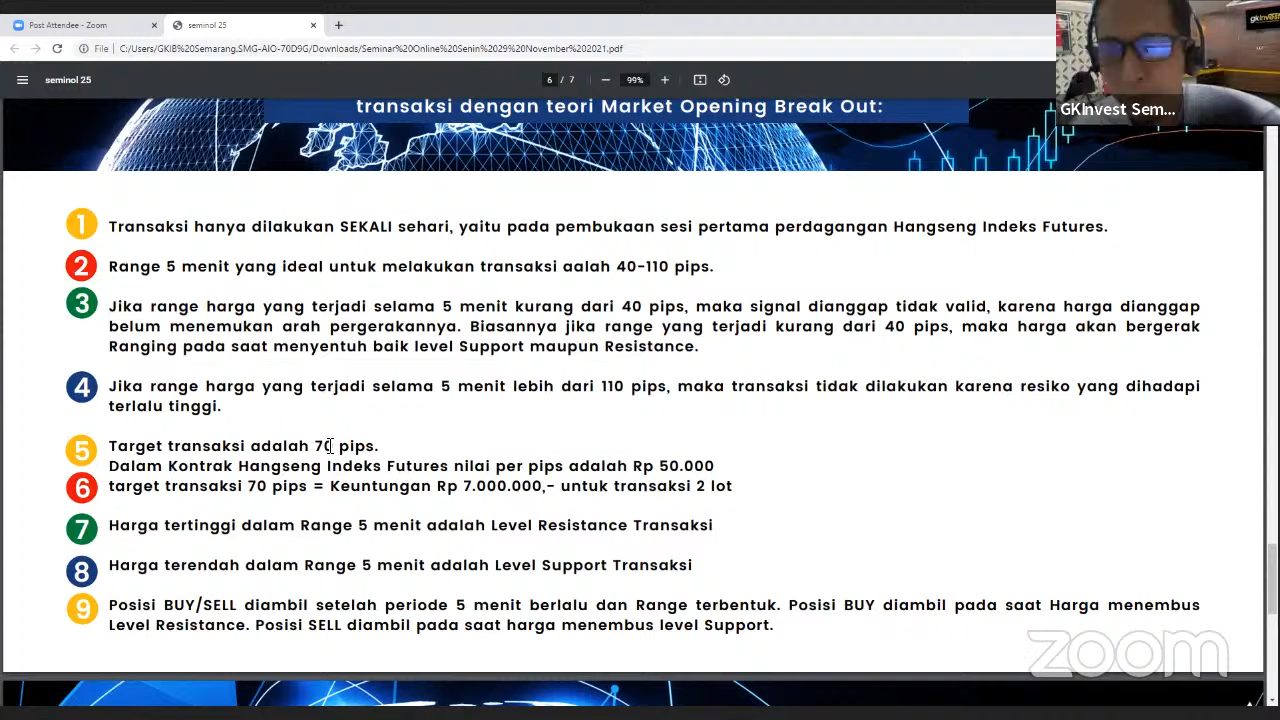 Post Attendee - Zoom
seminol 25
File
C:/Users/GKIB%20Semarang.SMG-AIO-70D9G/Downloads/Seminar%20Online%20Senin%2029%20November%202021.pdf
gkinvest
seminol 25
6 / 7
99%
transaksi dengan teori Market Opening Break Out:
GKInvest Sem...
1 Transaksi hanya dilakukan SEKALI sehari, yaitu pada pembukaan sesi pertama perdagangan Hangseng Indeks Futures.
2 Range 5 menit yang ideal untuk melakukan transaksi aalah 40-110 pips.
3 Jika range harga yang terjadi selama 5 menit kurang dari 40 pips, maka signal dianggap tidak valid, karena harga dianggap
belum menemukan arah pergerakannya. Biasannya jika range yang terjadi kurang dari 40 pips, maka harga akan bergerak
Ranging pada saat menyentuh baik level Support maupun Resistance.
4 Jika range harga yang terjadi selama 5 menit lebih dari 110 pips, maka transaksi tidak dilakukan karena resiko yang dihadapi
terlalu tinggi.
5 Target transaksi adalah 70 pips.
Dalam Kontrak Hangseng Indeks Futures nilai per pips adalah Rp 50.000
6 target transaksi 70 pips = Keuntungan Rp 7.000.000,- untuk transaksi 2 lot
7 Harga tertinggi dalam Range 5 menit adalah Level Resistance Transaksi
8 Harga terendah dalam Range 5 menit adalah Level Support Transaksi
9 Posisi BUY/SELL diambil setelah periode 5 menit berlalu dan Range terbentuk. Posisi BUY diambil pada saat Harga menembus
Level Resistance. Posisi SELL diambil pada saat harga menembus level Support.
zoom